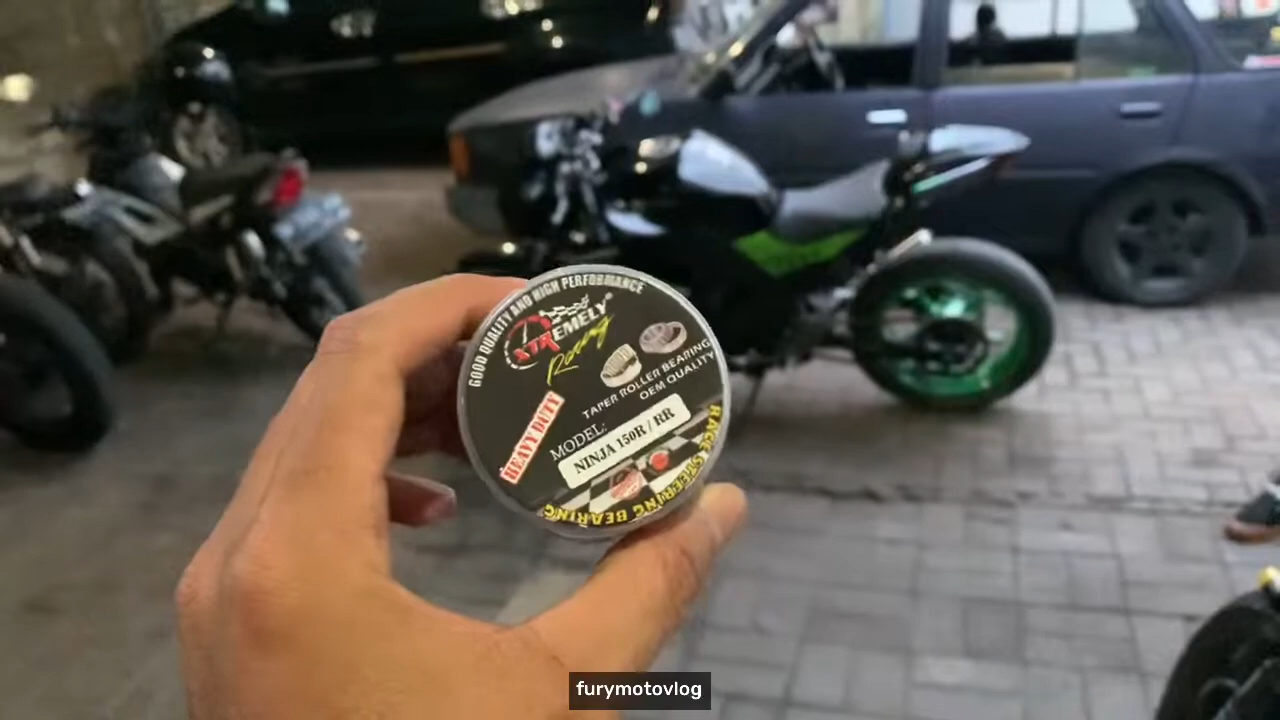 GOOD QUALITY AND HIGH PERFORMANCE
XTREMELY
Racing
TAPER ROLLER BEARING
OEM QUALITY
HEAVY DUTY
MODEL:
NINJA 150R / RR
RACE STEERING BEARING
furymotovlog